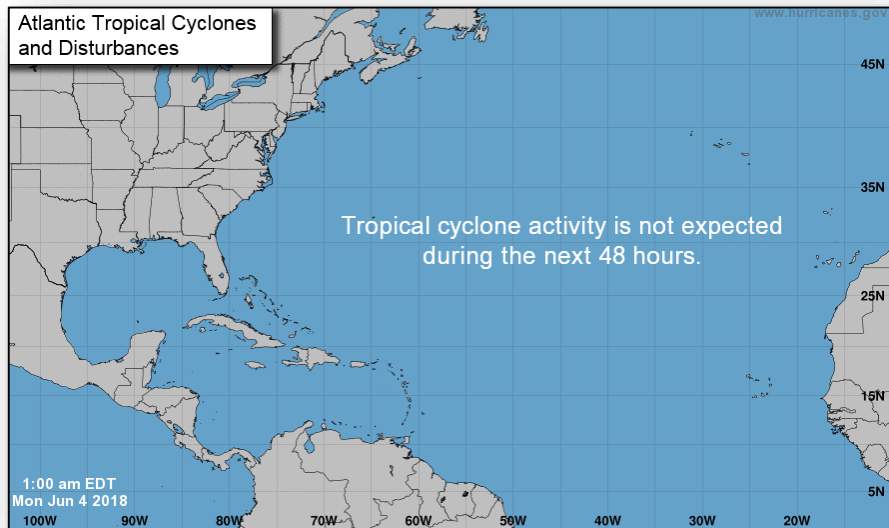 Atlantic Tropical Cyclones
and Disturbances
www.hurricanes.gov
45N
35N
Tropical cyclone activity is not expected
during the next 48 hours.
25N
15N
1:00 am EDT
Mon Jun 4 2018
5N
100W 90W 80W 70W 60W 50W 40W 30W 20W